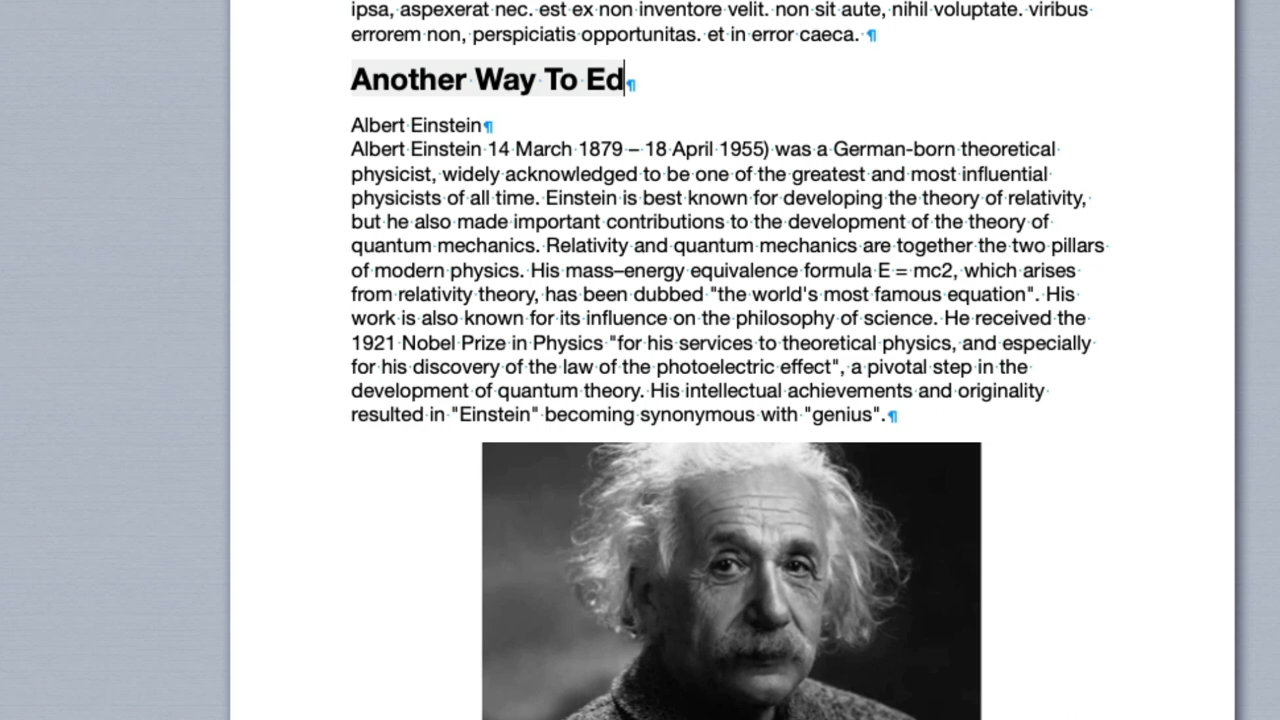 ipsa, aspexerat nec. est ex non inventore velit. non sit aute, nihil voluptate. viribus
errorem non, perspiciatis opportunitas. et in error caeca. ¶
Another Way To Ed¶
Albert Einstein¶
Albert Einstein 14 March 1879 – 18 April 1955) was a German-born theoretical
physicist, widely acknowledged to be one of the greatest and most influential
physicists of all time. Einstein is best known for developing the theory of relativity,
but he also made important contributions to the development of the theory of
quantum mechanics. Relativity and quantum mechanics are together the two pillars
of modern physics. His mass–energy equivalence formula E = mc2, which arises
from relativity theory, has been dubbed "the world's most famous equation". His
work is also known for its influence on the philosophy of science. He received the
1921 Nobel Prize in Physics "for his services to theoretical physics, and especially
for his discovery of the law of the photoelectric effect", a pivotal step in the
development of quantum theory. His intellectual achievements and originality
resulted in "Einstein" becoming synonymous with "genius".¶